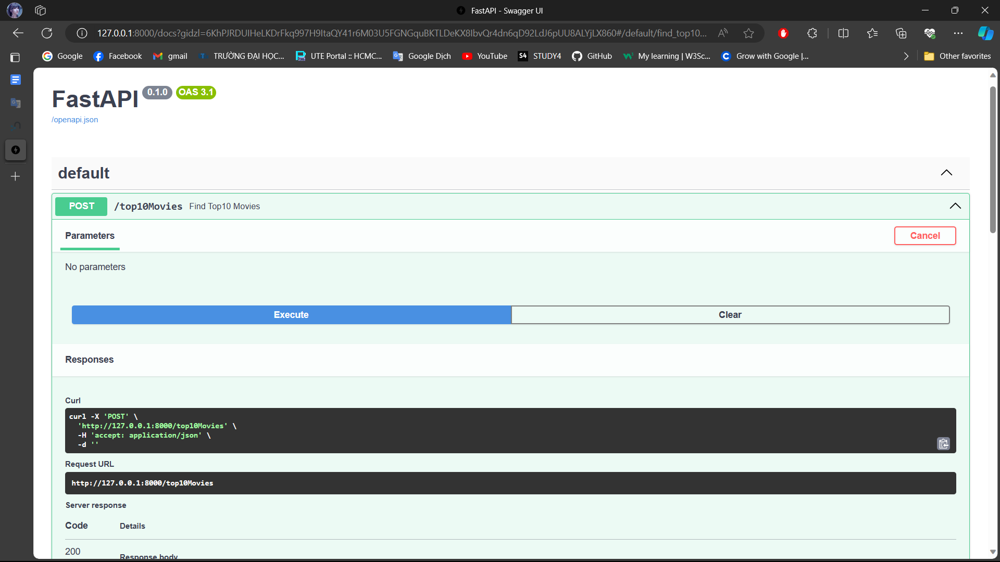 FastAPI - Swagger UI
127.0.0.1:8000/docs?gidzl=6KhPJRDUIHeLKDrFkq997H9ItaQY41r6M03U5FGNGquBKTLDeKX8IbvQr4dn6qD92LdJ6pUU8ALYjLX860#/default/find_top10...
Google Facebook gmail TRƯỜNG ĐẠI HỌC... UTE Portal :: HCMC... Google Dịch YouTube S4 STUDY4 GitHub My learning | W3Sc... Grow with Google |... Other favorites
FastAPI 0.1.0 OAS 3.1
/openapi.json
default
POST /top10Movies Find Top10 Movies
Parameters Cancel
No parameters
Execute Clear
Responses
Curl
curl -X 'POST' \
'http://127.0.0.1:8000/top10Movies' \
-H 'accept: application/json' \
-d ''
Request URL
http://127.0.0.1:8000/top10Movies
Server response
Code Details
200
Response body